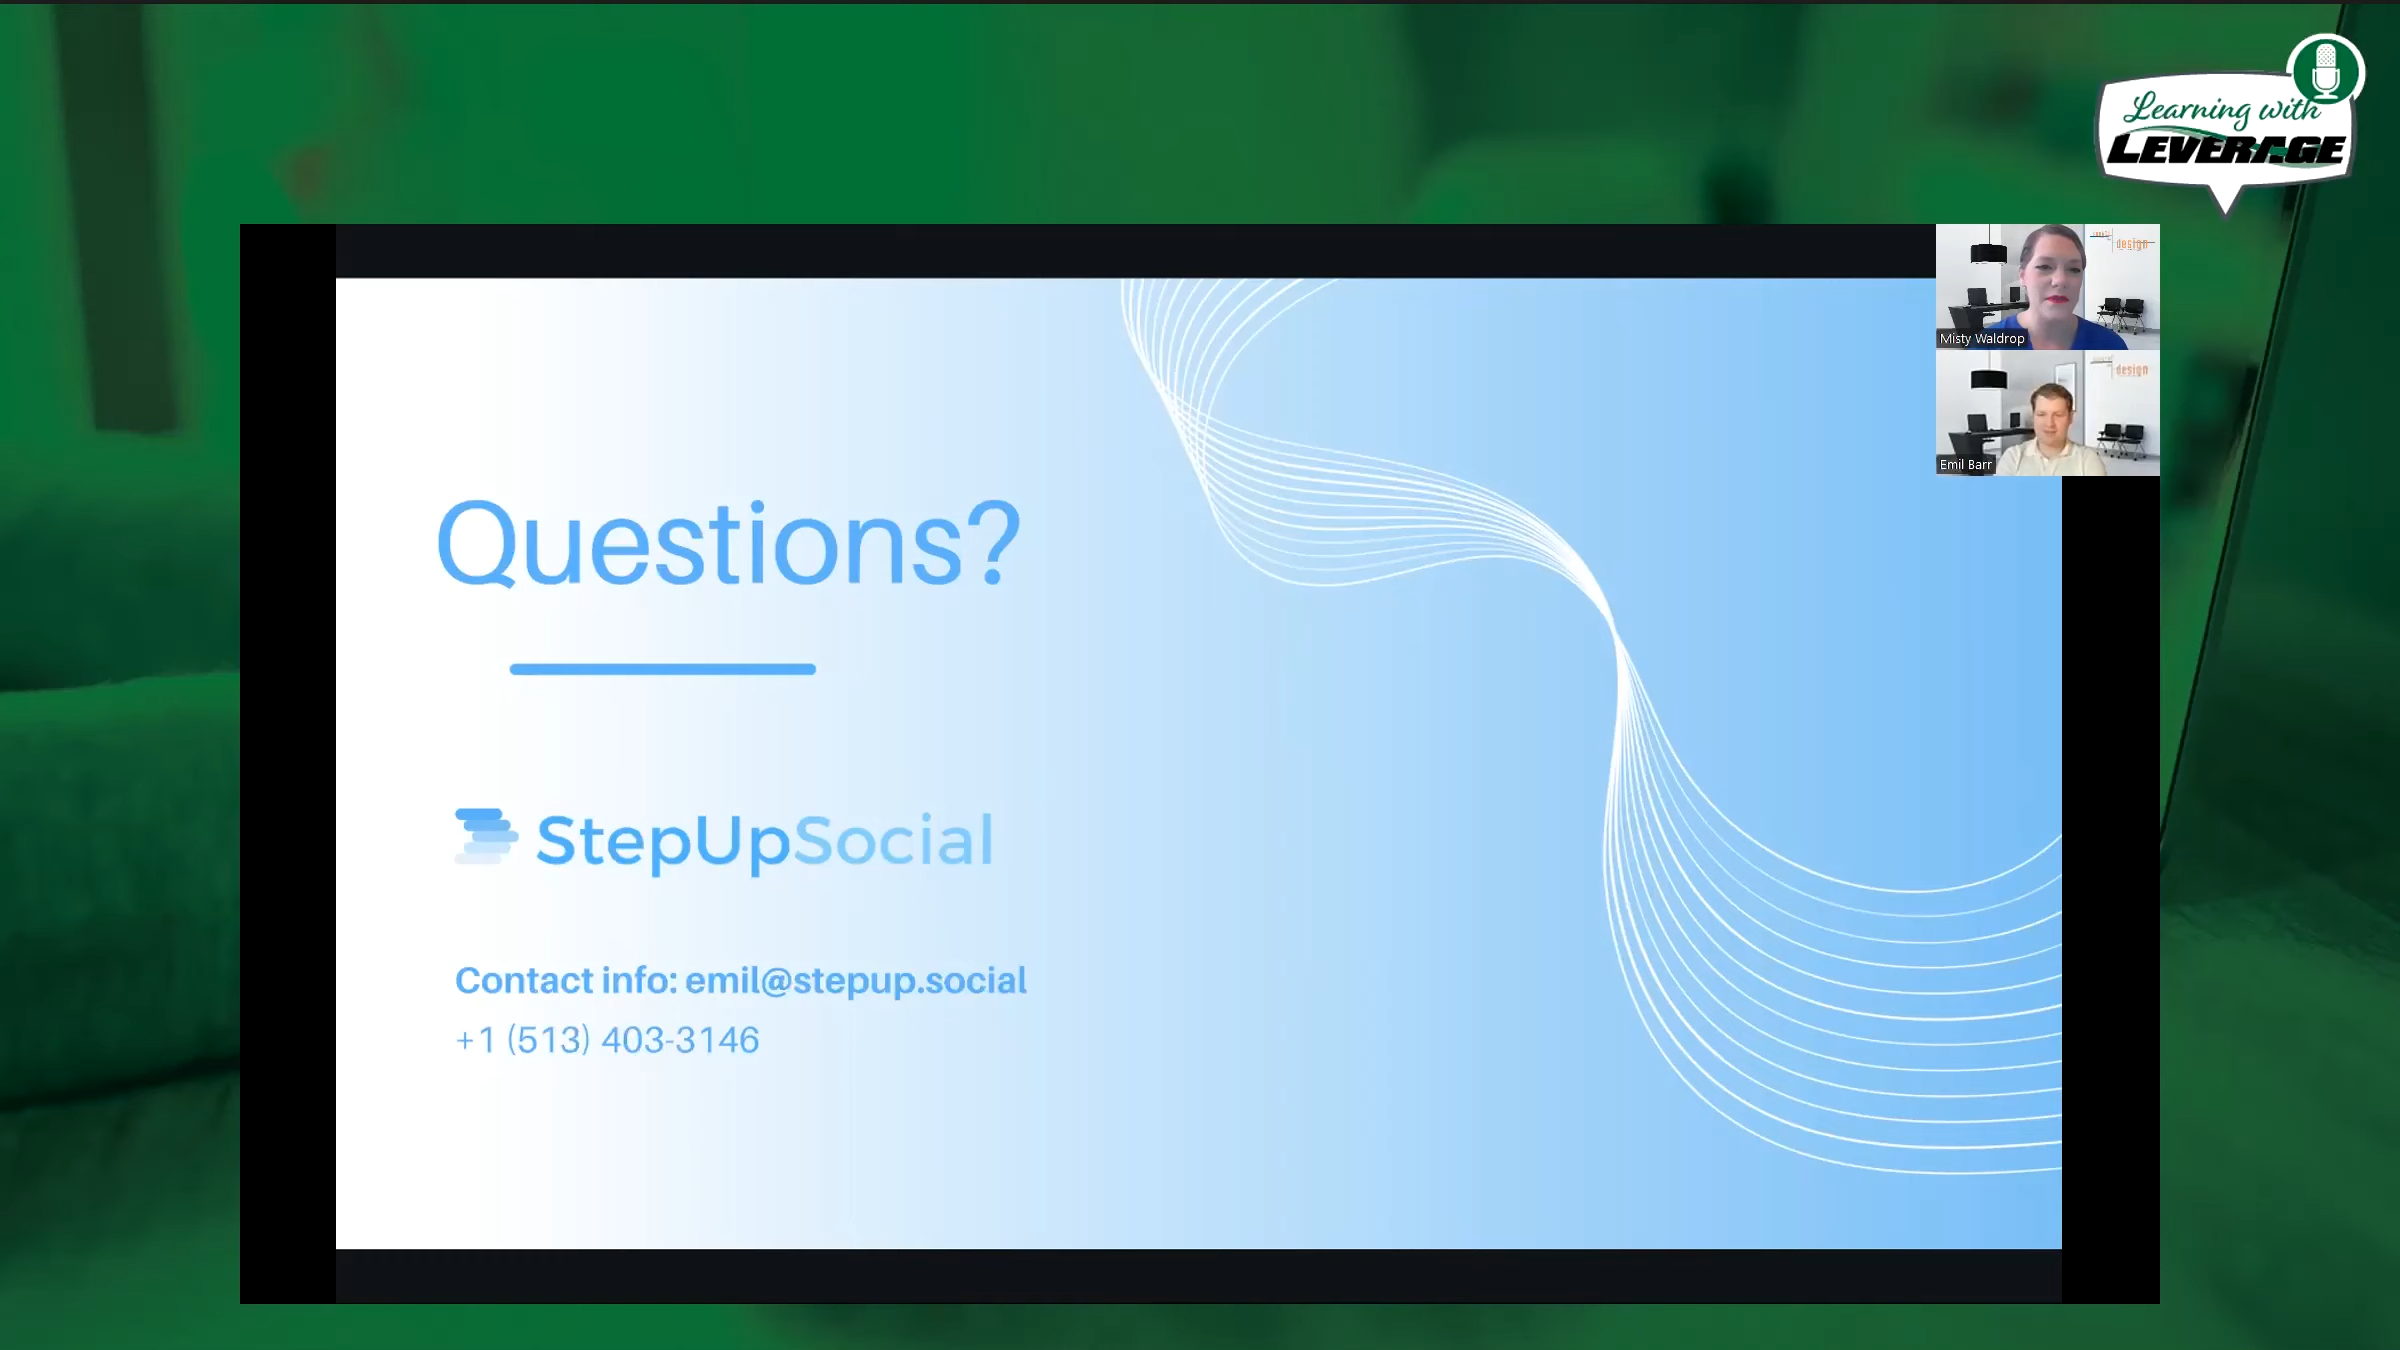 Learning with
LEVERAGE
design
Misty Waldrop
design
Emil Barr
Questions?
StepUpSocial
Contact info: emil@stepup.social
+1 (513) 403-3146